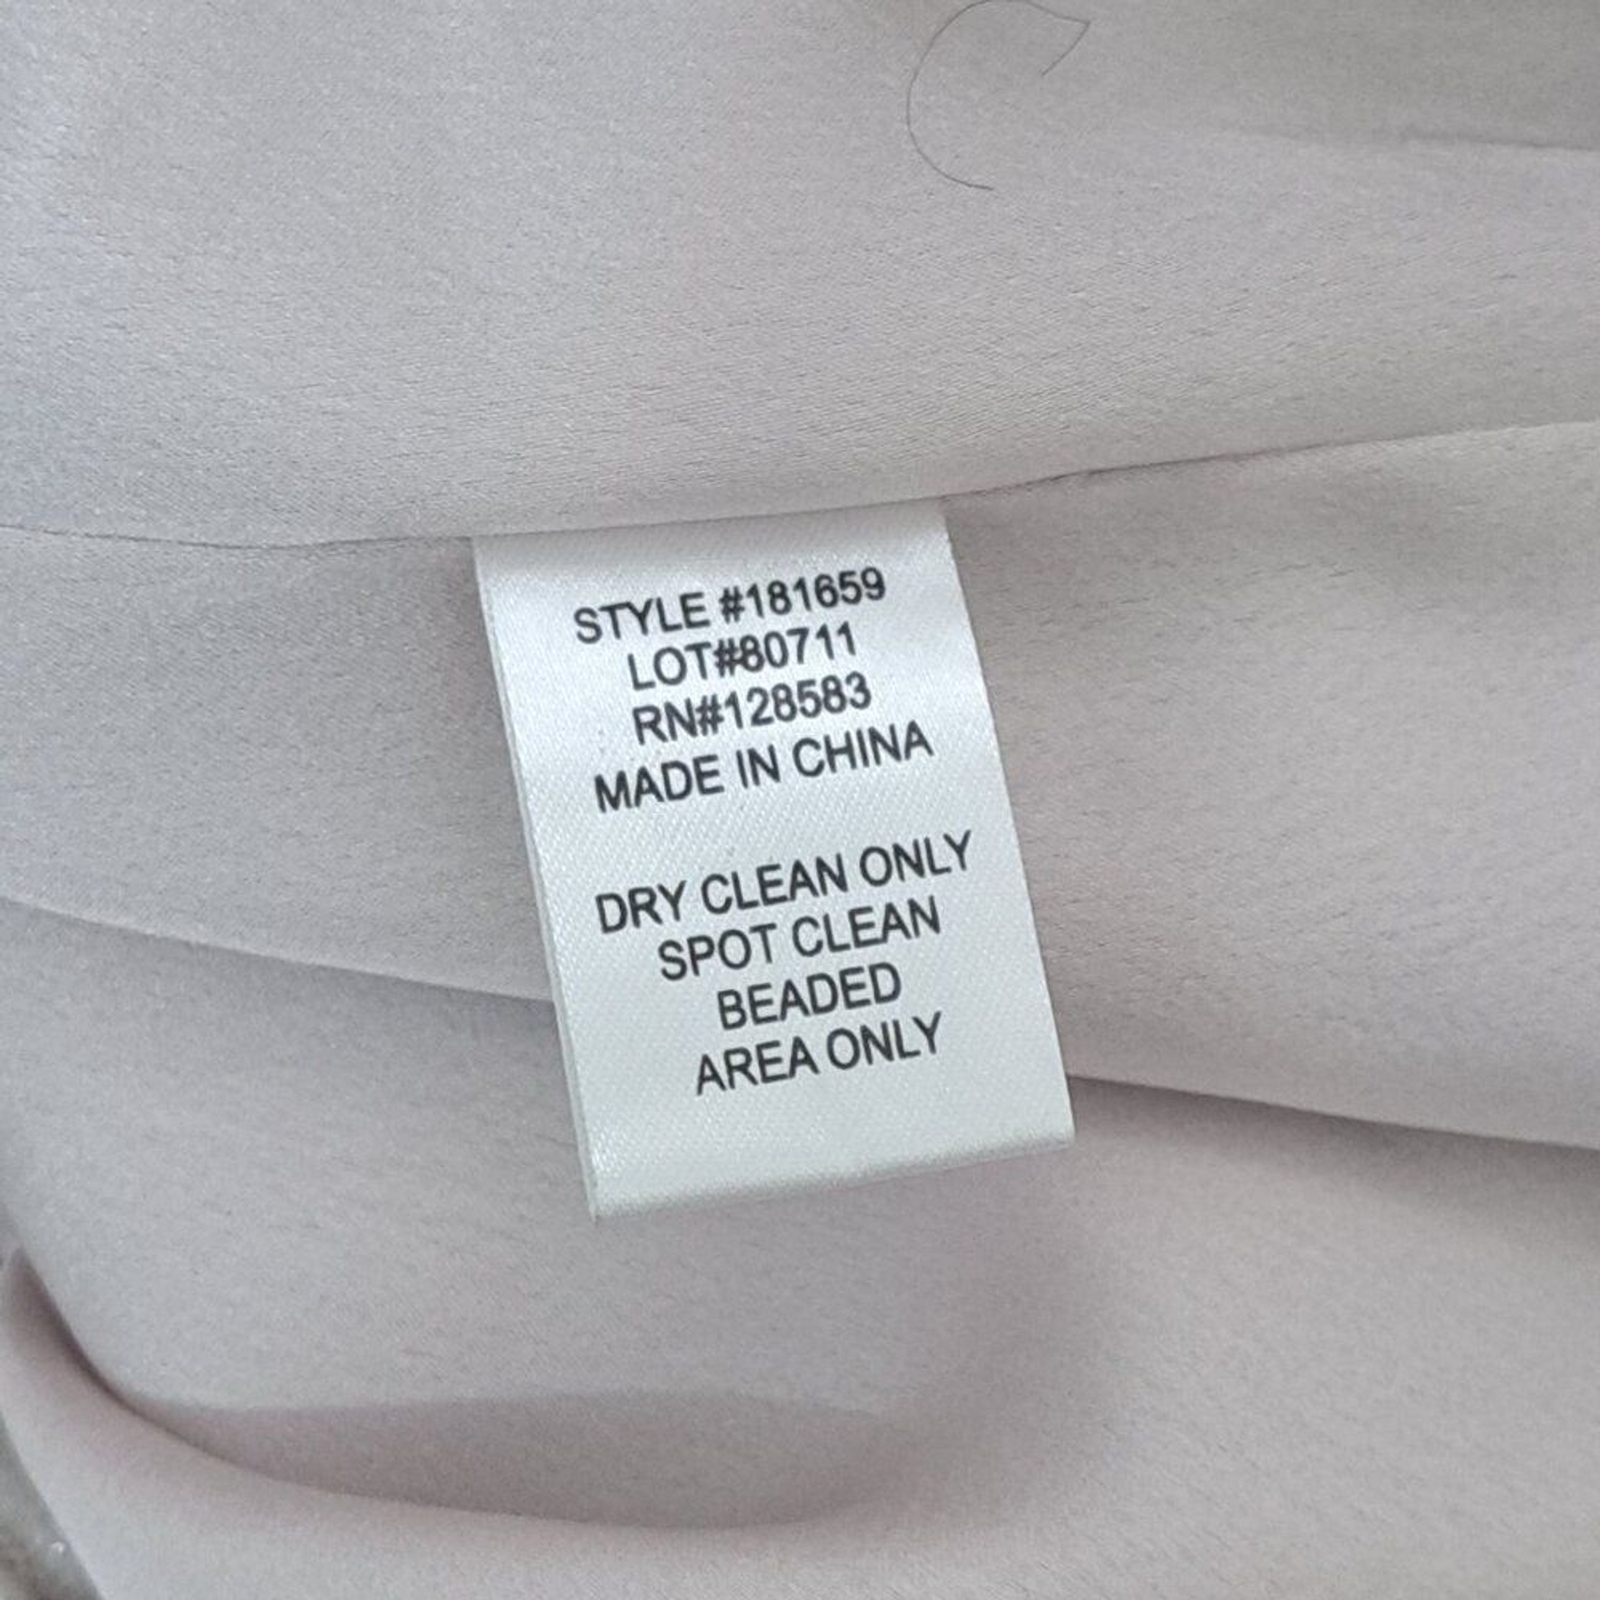 STYLE #181659
LOT#80711
RN#128583
MADE IN CHINA
DRY CLEAN ONLY
SPOT CLEAN
BEADED
AREA ONLY